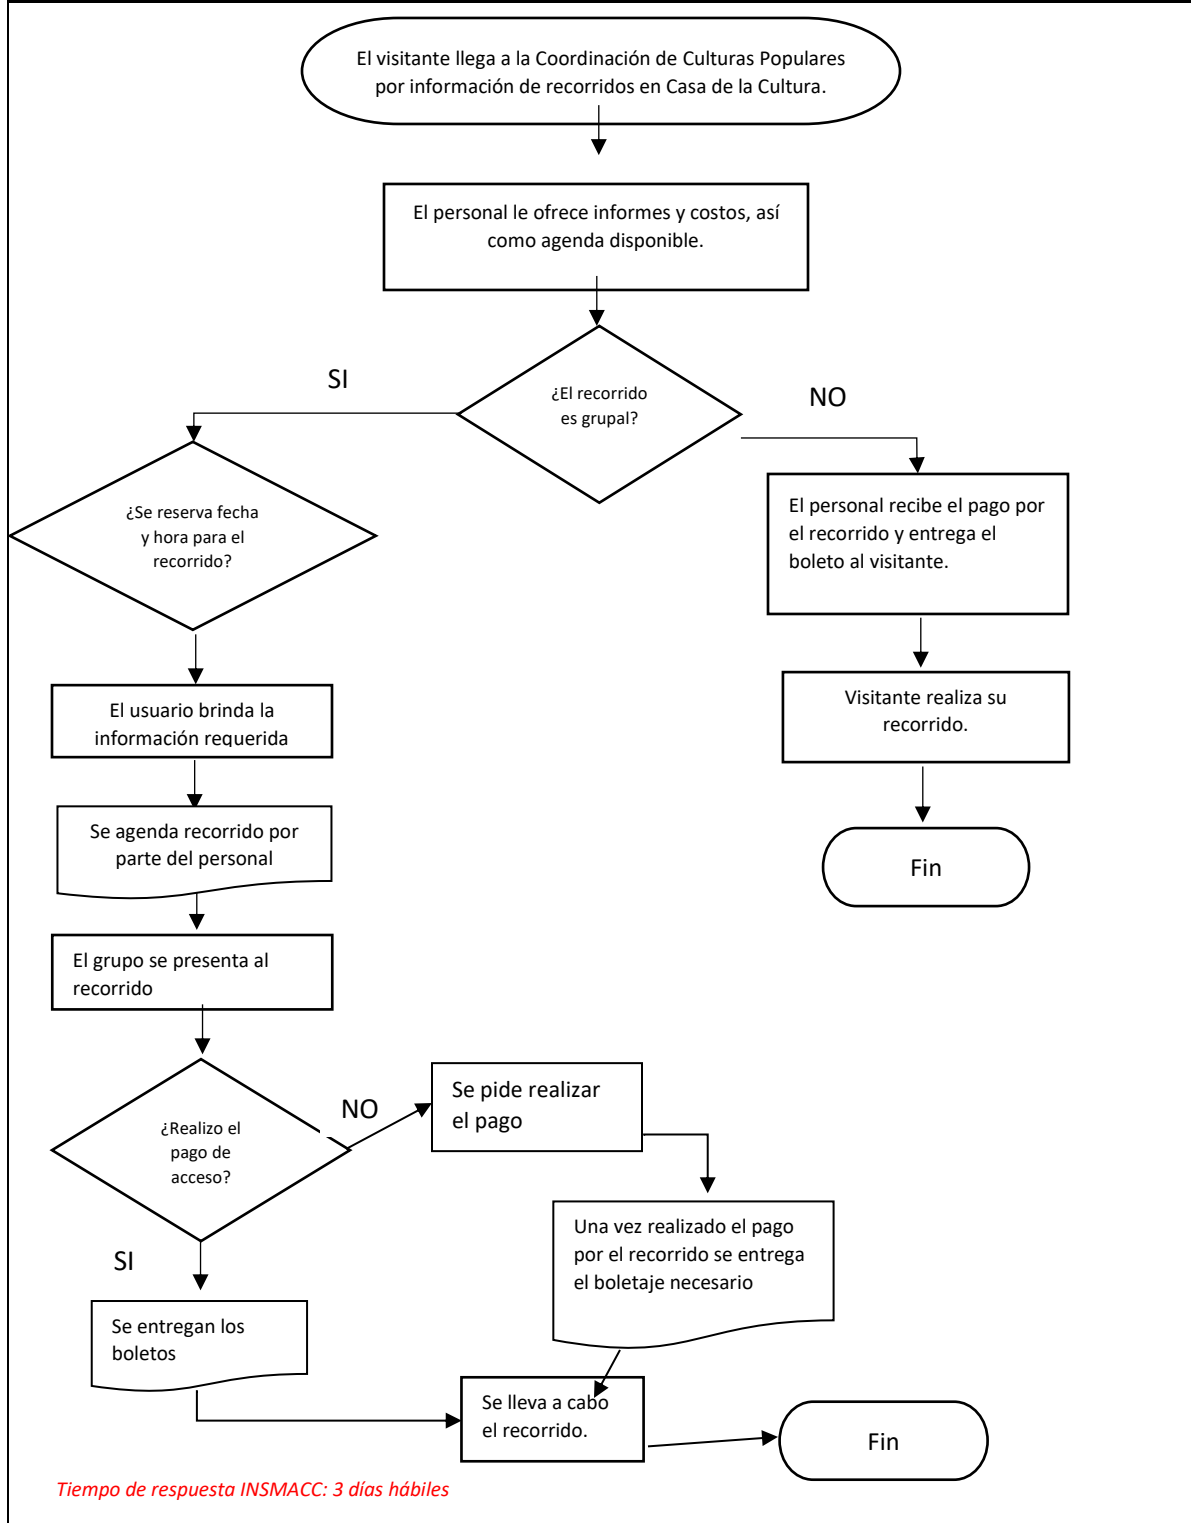 El visitante llega a la Coordinación de Culturas Populares
por información de recorridos en Casa de la Cultura.
El personal le ofrece informes y costos, así
como agenda disponible.
¿El recorrido
es grupal?
SI
NO
¿Se reserva fecha
y hora para el
recorrido?
El personal recibe el pago por
el recorrido y entrega el
boleto al visitante.
El usuario brinda la
información requerida
Visitante realiza su
recorrido.
Se agenda recorrido por
parte del personal
Fin
El grupo se presenta al
recorrido
¿Realizo el
pago de
acceso?
NO
Se pide realizar
el pago
SI
Una vez realizado el pago
por el recorrido se entrega
el boletaje necesario
Se entregan los
boletos
Se lleva a cabo
el recorrido.
Fin
Tiempo de respuesta INSMACC: 3 días hábiles